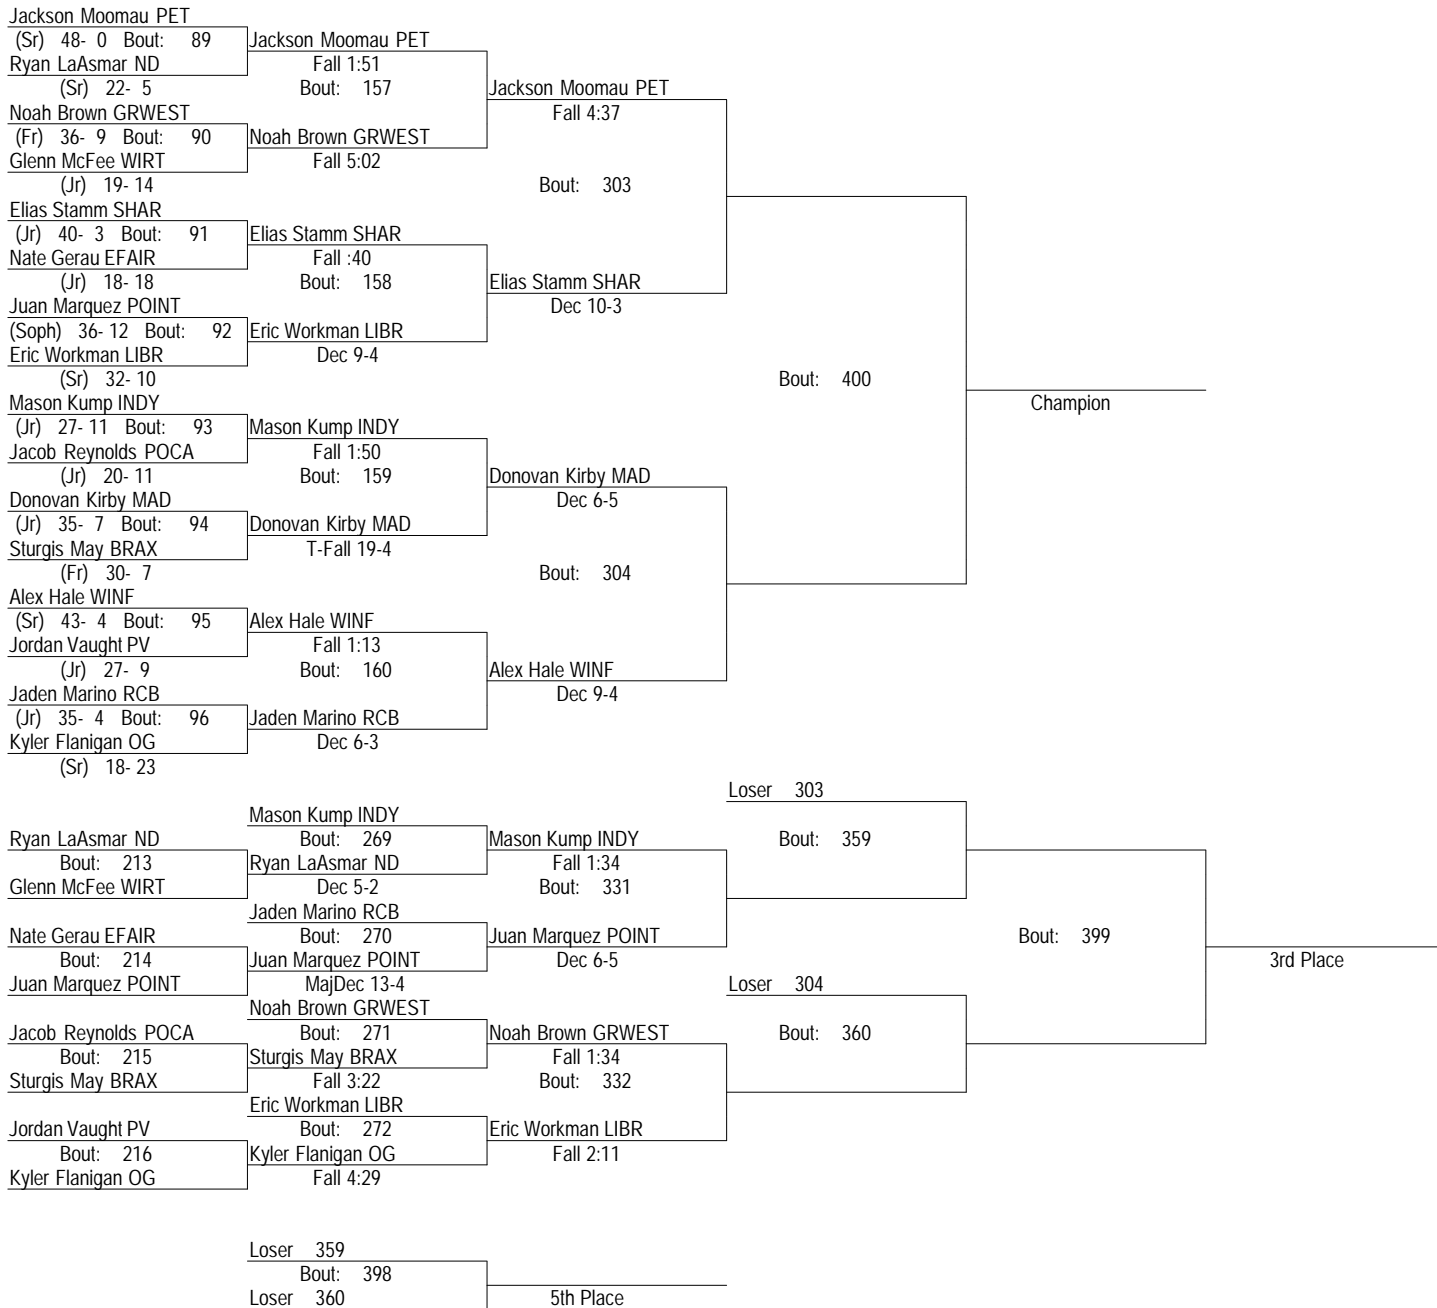 Jackson Moomau PET
(Sr) 48- 0 Bout: 89 Jackson Moomau PET
Ryan LaAsmar ND Fall 1:51
(Sr) 22- 5 Bout: 157 Jackson Moomau PET
Noah Brown GRWEST Fall 4:37
(Fr) 36- 9 Bout: 90 Noah Brown GRWEST
Glenn McFee WIRT Fall 5:02
(Jr) 19- 14 Bout: 303
Elias Stamm SHAR
(Jr) 40- 3 Bout: 91 Elias Stamm SHAR
Nate Gerau EFAIR Fall :40
(Jr) 18- 18 Bout: 158 Elias Stamm SHAR
Juan Marquez POINT Dec 10-3
(Soph) 36- 12 Bout: 92 Eric Workman LIBR
Eric Workman LIBR Dec 9-4
(Sr) 32- 10 Bout: 400
Mason Kump INDY Champion
(Jr) 27- 11 Bout: 93 Mason Kump INDY
Jacob Reynolds POCA Fall 1:50
(Jr) 20- 11 Bout: 159 Donovan Kirby MAD
Donovan Kirby MAD Dec 6-5
(Jr) 35- 7 Bout: 94 Donovan Kirby MAD
Sturgis May BRAX T-Fall 19-4
(Fr) 30- 7 Bout: 304
Alex Hale WINF
(Sr) 43- 4 Bout: 95 Alex Hale WINF
Jordan Vaught PV Fall 1:13
(Jr) 27- 9 Bout: 160 Alex Hale WINF
Jaden Marino RCB Dec 9-4
(Jr) 35- 4 Bout: 96 Jaden Marino RCB
Kyler Flanigan OG Dec 6-3
(Sr) 18- 23
Loser 303
Mason Kump INDY
Ryan LaAsmar ND Bout: 269 Mason Kump INDY Bout: 359
Bout: 213 Ryan LaAsmar ND Fall 1:34
Glenn McFee WIRT Dec 5-2 Bout: 331
Jaden Marino RCB
Nate Gerau EFAIR Bout: 270 Juan Marquez POINT Bout: 399
Bout: 214 Juan Marquez POINT Dec 6-5 3rd Place
Juan Marquez POINT MajDec 13-4 Loser 304
Noah Brown GRWEST
Jacob Reynolds POCA Bout: 271 Noah Brown GRWEST Bout: 360
Bout: 215 Sturgis May BRAX Fall 1:34
Sturgis May BRAX Fall 3:22 Bout: 332
Eric Workman LIBR
Jordan Vaught PV Bout: 272 Eric Workman LIBR
Bout: 216 Kyler Flanigan OG Fall 2:11
Kyler Flanigan OG Fall 4:29
Loser 359
Bout: 398
Loser 360 5th Place